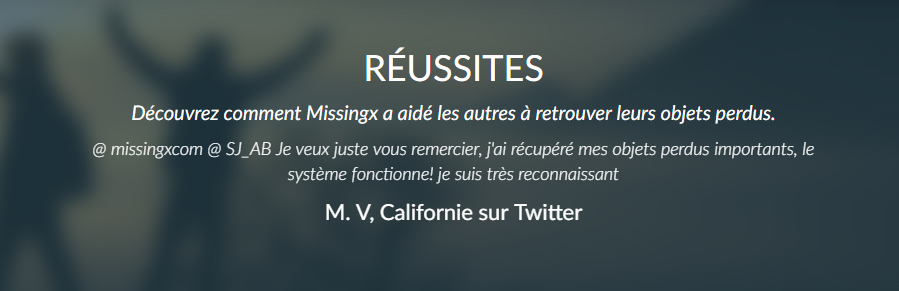 RÉUSSITES
Découvrez comment Missingx a aidé les autres à retrouver leurs objets perdus.
@ missingxcom @ SJ_AB Je veux juste vous remercier, j'ai récupéré mes objets perdus importants, le
système fonctionne! je suis très reconnaissant
M. V, Californie sur Twitter